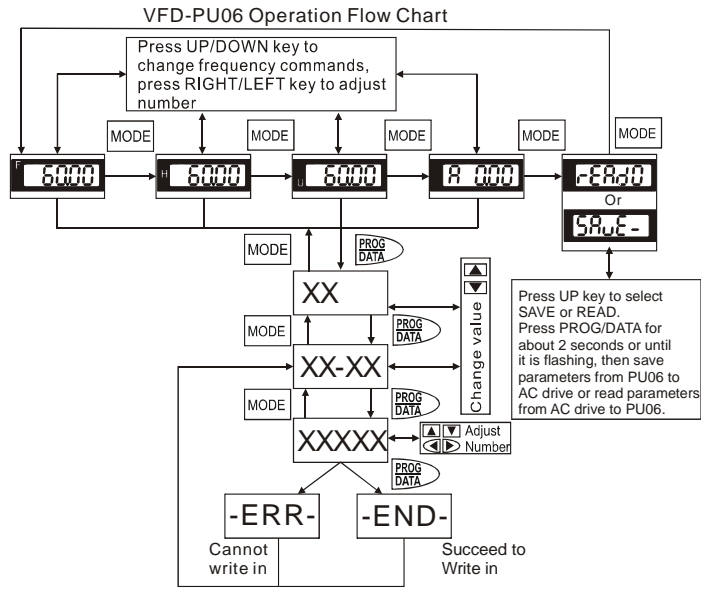 VFD-PU06 Operation Flow Chart
Press UP/DOWN key to
change frequency commands,
press RIGHT/LEFT key to adjust
number
MODE
MODE
MODE
MODE
MODE
F 60.00
H 60.00
U 60.00
A 0.00
rEAd0
Or
SAvE-
MODE
PROG
DATA
XX
MODE
PROG
DATA
XX-XX
MODE
PROG
DATA
XXXXX
PROG
DATA
Change value
Adjust
Number
Press UP key to select
SAVE or READ.
Press PROG/DATA for
about 2 seconds or until
it is flashing, then save
parameters from PU06 to
AC drive or read parameters
from AC drive to PU06.
-ERR-
-END-
Cannot
write in
Succeed to
Write in